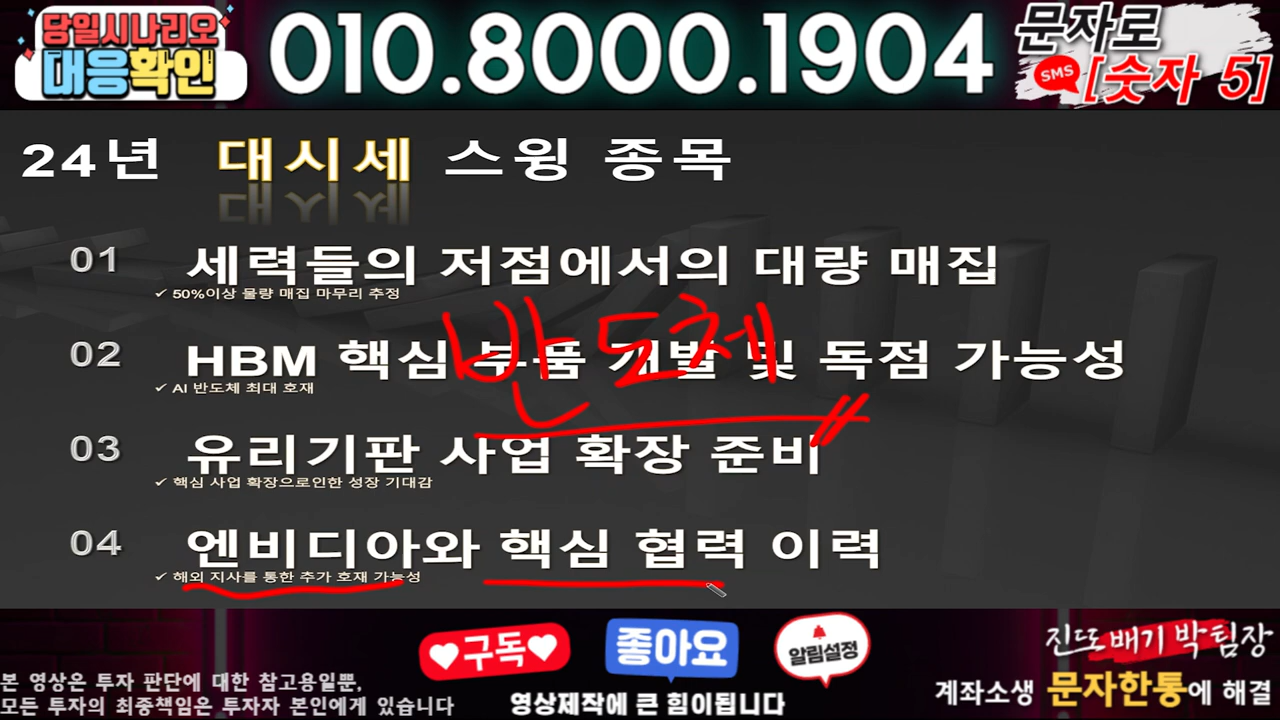 당일시나리오
대응확인
010.8000.1904
문자로
SMS
[숫자 5]
24년 대시세 스윙 종목
01 세력들의 저점에서의 대량 매집
✓ 50%이상 물량 매집 마무리 추정
반도체
02 HBM 핵심 부품 개발 및 독점 가능성
✓ AI 반도체 최대 호재
03 유리기판 사업 확장 준비
✓ 핵심 사업 확장으로인한 성장 기대감
04 엔비디아와 핵심 협력 이력
✓ 해외 지사를 통한 추가 호재 가능성
구독
좋아요
알림설정
진또배기 박팀장
본 영상은 투자 판단에 대한 참고용일뿐,
모든 투자의 최종책임은 투자자 본인에게 있습니다
영상제작에 큰 힘이됩니다
계좌소생 문자한통에 해결